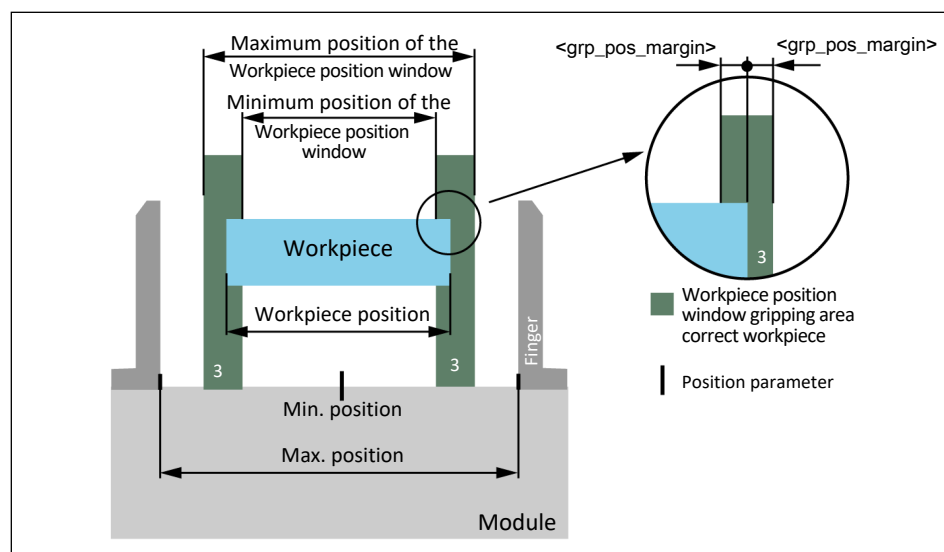 Maximum position of the
Workpiece position window
Minimum position of the
Workpiece position
window
<grp_pos_margin>
<grp_pos_margin>
Workpiece
Workpiece position
3
3
3
Finger
Workpiece position
window gripping area
correct workpiece
Position parameter
Min. position
Max. position
Module